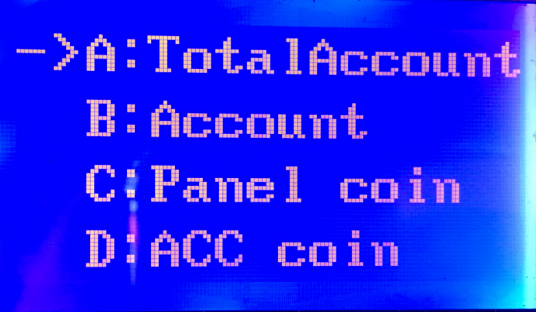 ->A:TotalAccount
B:Account
C:Panel coin
D:ACC coin